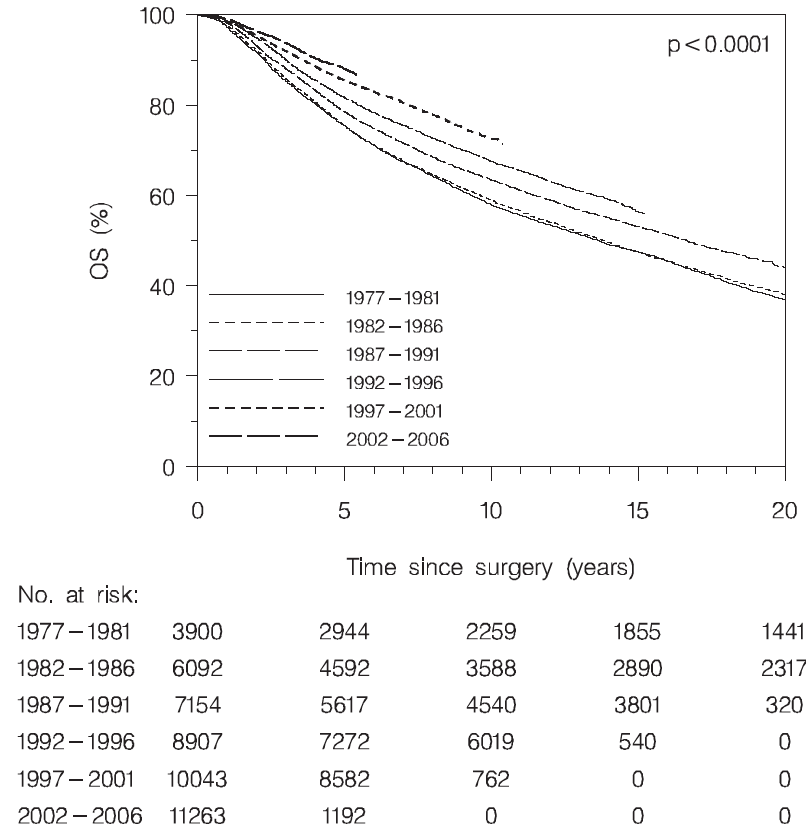 100
80
60
40
20
0
OS (%)
p<0.0001
1977–1981
1982–1986
1987–1991
1992–1996
1997–2001
2002–2006
0 5 10 15 20
Time since surgery (years)
No. at risk:
1977–1981 3900 2944 2259 1855 1441
1982–1986 6092 4592 3588 2890 2317
1987–1991 7154 5617 4540 3801 320
1992–1996 8907 7272 6019 540 0
1997–2001 10043 8582 762 0 0
2002–2006 11263 1192 0 0 0